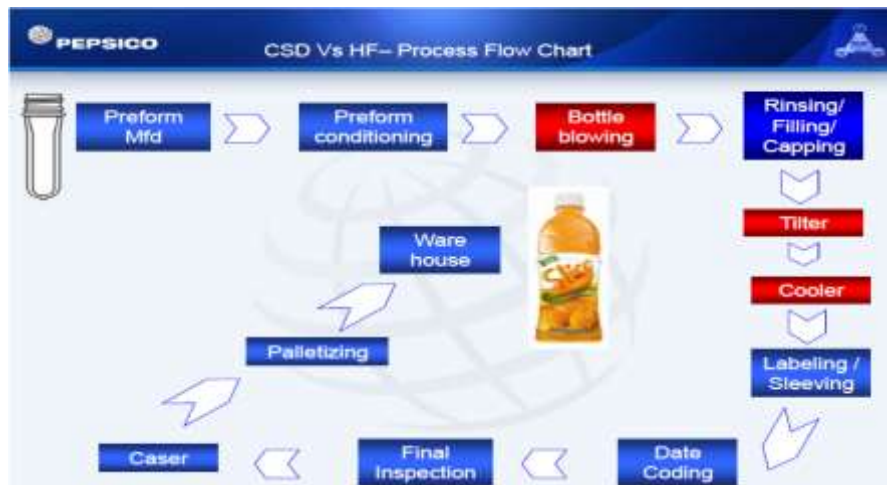 PEPSICO
CSD Vs HF– Process Flow Chart
Preform
Mfd
Preform
conditioning
Bottle
blowing
Rinsing/
Filling/
Capping
Tilter
Cooler
Labeling /
Sleeving
Date
Coding
Final
Inspection
Caser
Palletizing
Ware
house